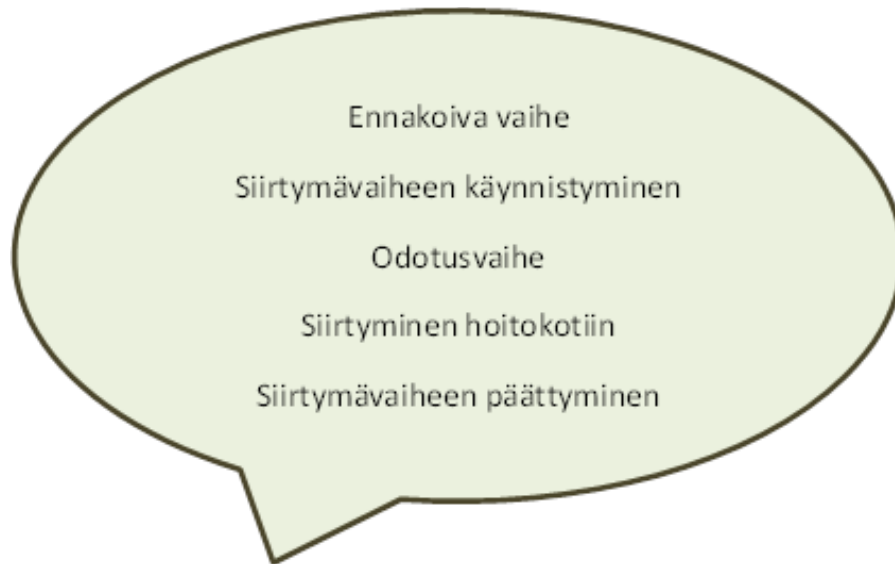 Ennakoiva vaihe
Siirtymävaiheen käynnistyminen
Odotusvaihe
Siirtyminen hoitokotiin
Siirtymävaiheen päättyminen